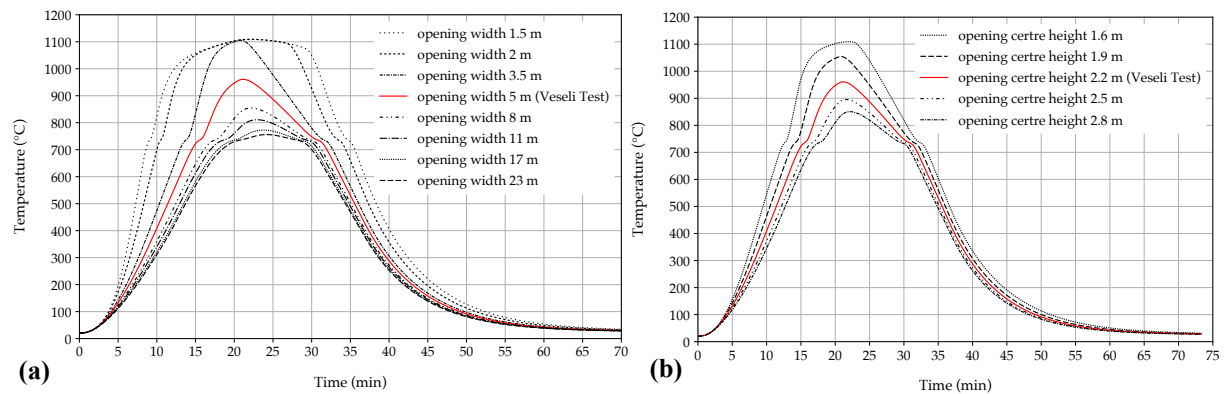 1200
1100
1000
900
800
700
600
500
400
300
200
100
0
Temperature (°C)
0 5 10 15 20 25 30 35 40 45 50 55 60 65 70
Time (min)
opening width 1.5 m
opening width 2 m
opening width 3.5 m
opening width 5 m (Veseli Test)
opening width 8 m
opening width 11 m
opening width 17 m
opening width 23 m
(a)
1200
1100
1000
900
800
700
600
500
400
300
200
100
0
Temperature (°C)
0 5 10 15 20 25 30 35 40 45 50 55 60 65 70 75
Time (min)
opening certre height 1.6 m
opening certre height 1.9 m
opening certre height 2.2 m (Veseli Test)
opening certre height 2.5 m
opening certre height 2.8 m
(b)